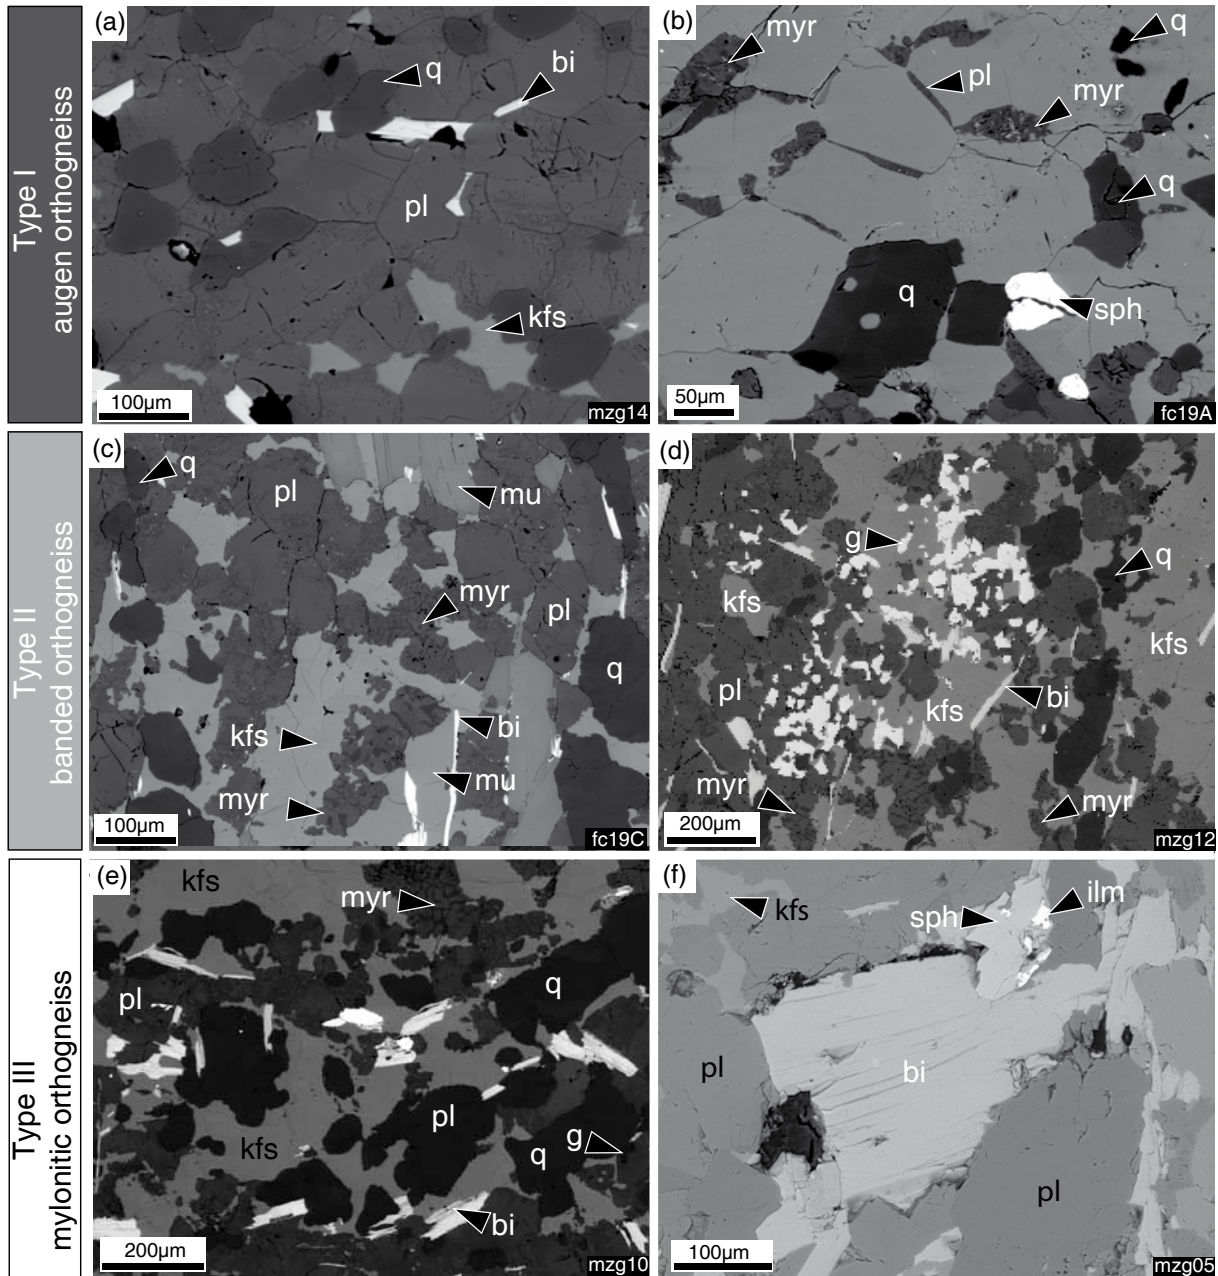 Type I
augen orthogneiss
(a)
q
bi
pl
kfs
100µm
mzg14
(b)
myr
q
pl
myr
q
q
sph
50µm
fc19A
Type II
banded orthogneiss
(c)
q
pl
mu
myr
pl
q
kfs
bi
mu
myr
100µm
fc19C
(d)
g
q
kfs
kfs
pl
kfs
bi
myr
myr
200µm
mzg12
Type III
mylonitic orthogneiss
(e)
kfs
myr
q
pl
pl
g
kfs
q
bi
200µm
mzg10
(f)
kfs
sph
ilm
pl
bi
pl
100µm
mzg05